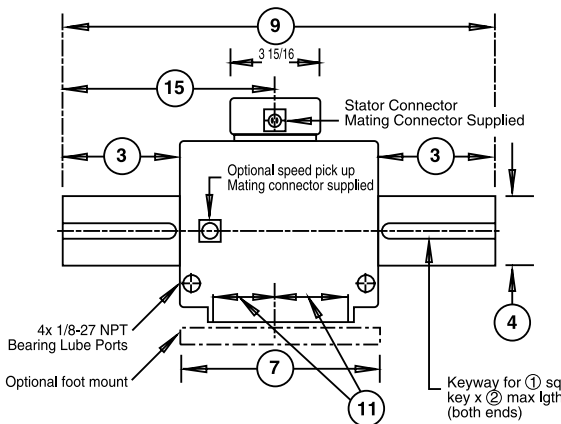 9
3 15/16
15
Stator Connector
Mating Connector Supplied
3
3
Optional speed pick up
Mating connector supplied
4x 1/8-27 NPT
Bearing Lube Ports
4
Optional foot mount
7
11
Keyway for ① sq
key x ② max lgth
(both ends)